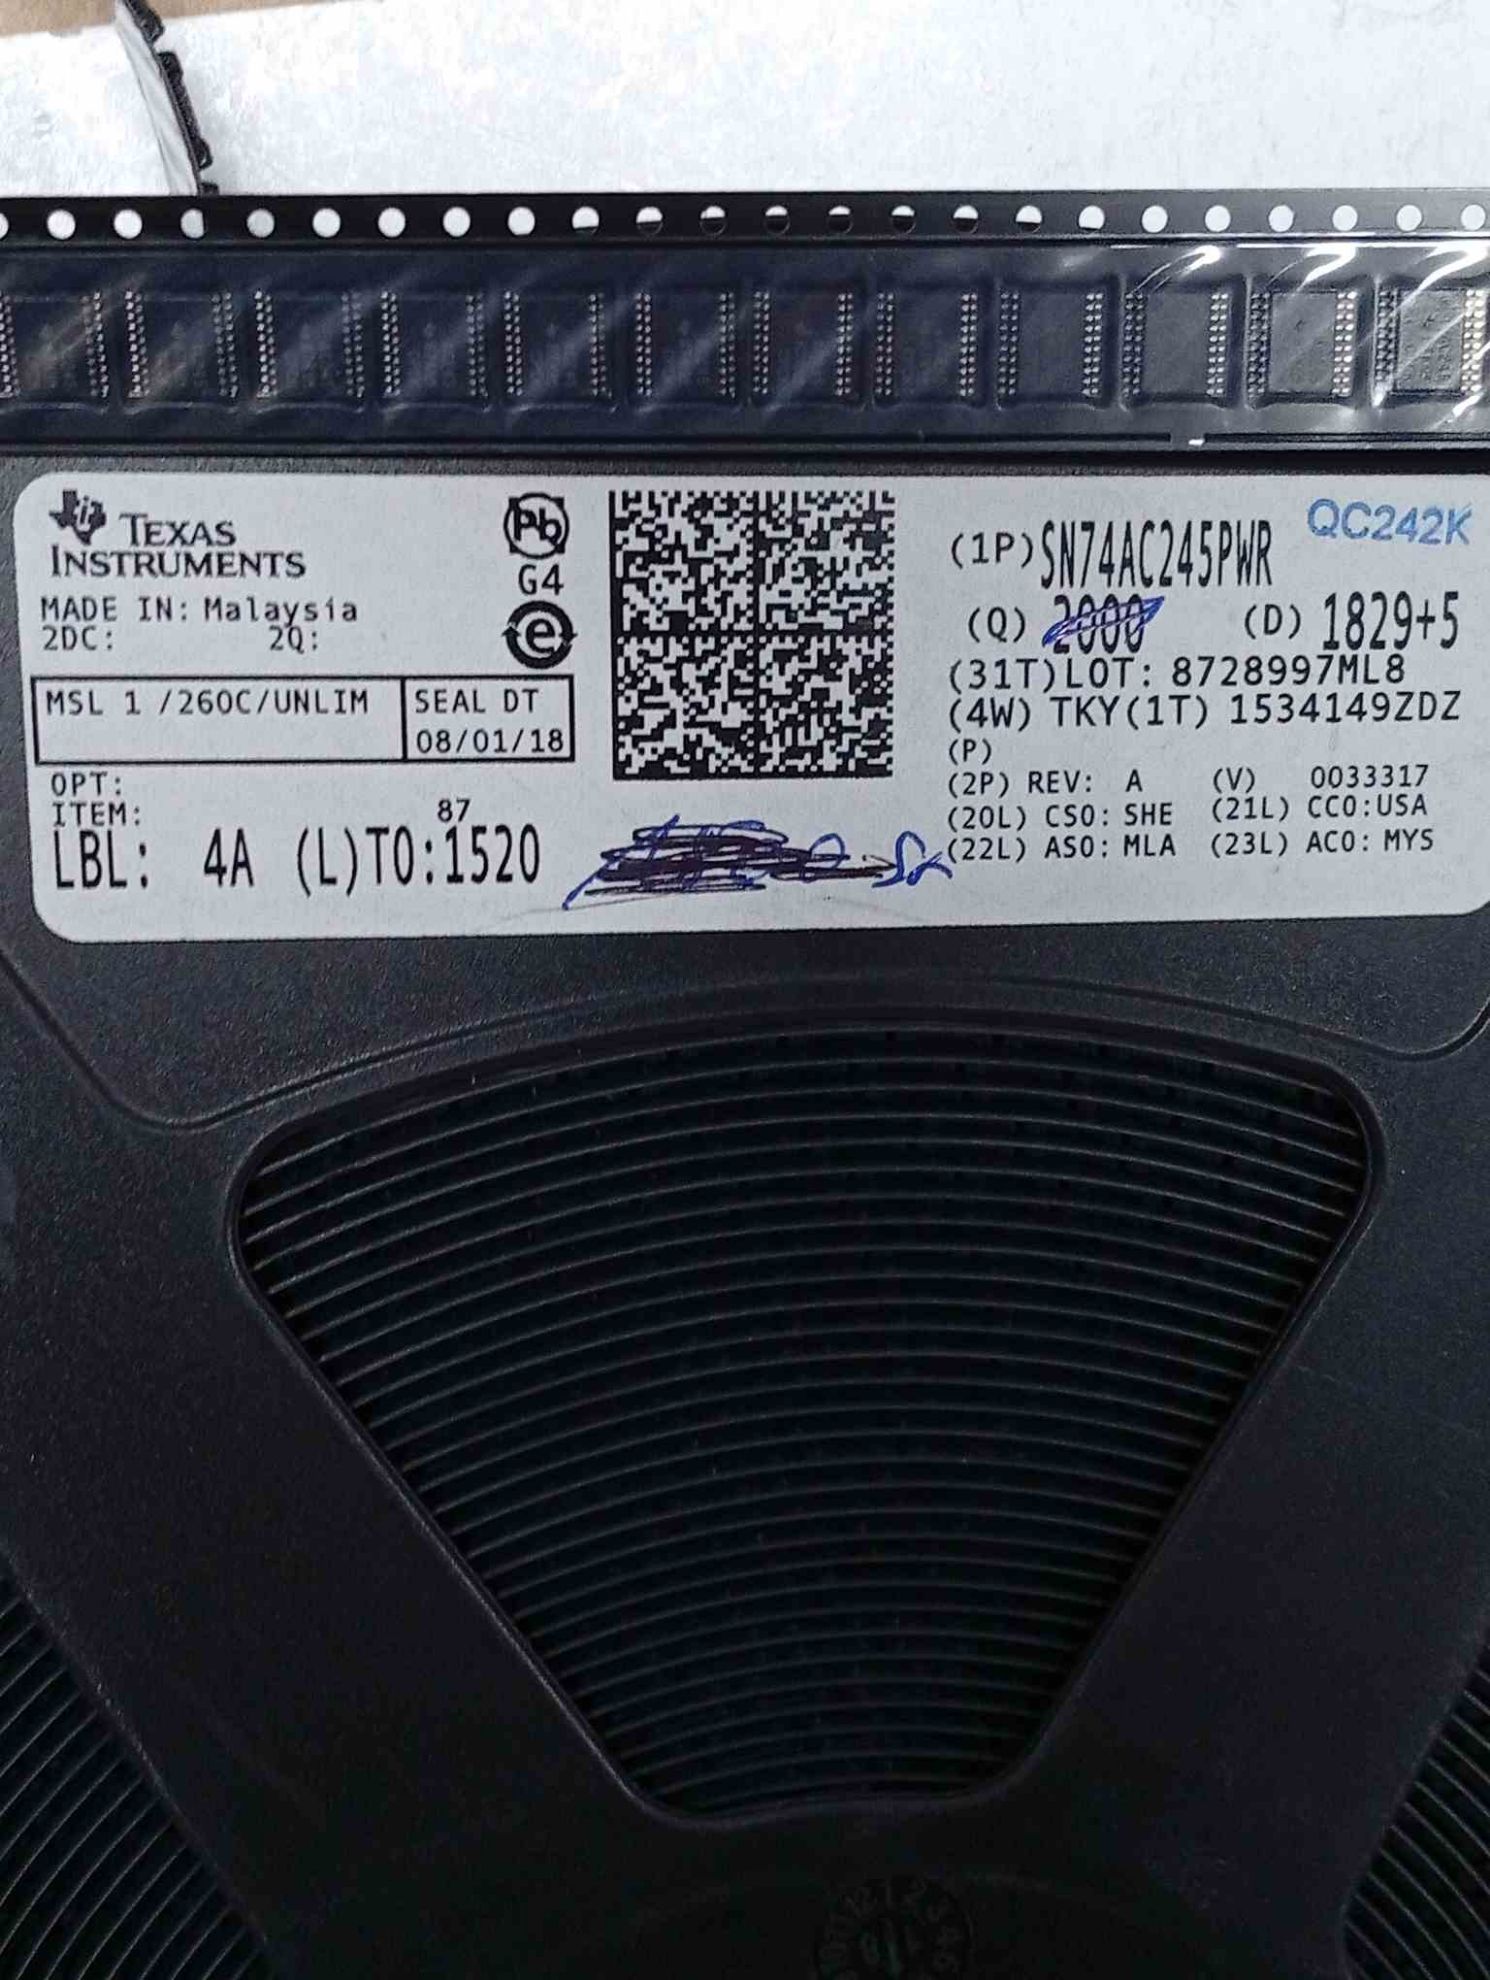 TEXAS
INSTRUMENTS
MADE IN: Malaysia
2DC: 2Q:
Pb
G4
e
MSL 1 /260C/UNLIM
SEAL DT
08/01/18
OPT:
ITEM:
87
LBL: 4A (L)TO:1520
QC242K
(1P)SN74AC245PWR
(Q) 2000 (D) 1829+5
(31T)LOT: 8728997ML8
(4W) TKY(1T) 1534149ZDZ
(P)
(2P) REV: A (V) 0033317
(20L) CSO: SHE (21L) CCO:USA
(22L) ASO: MLA (23L) ACO: MYS